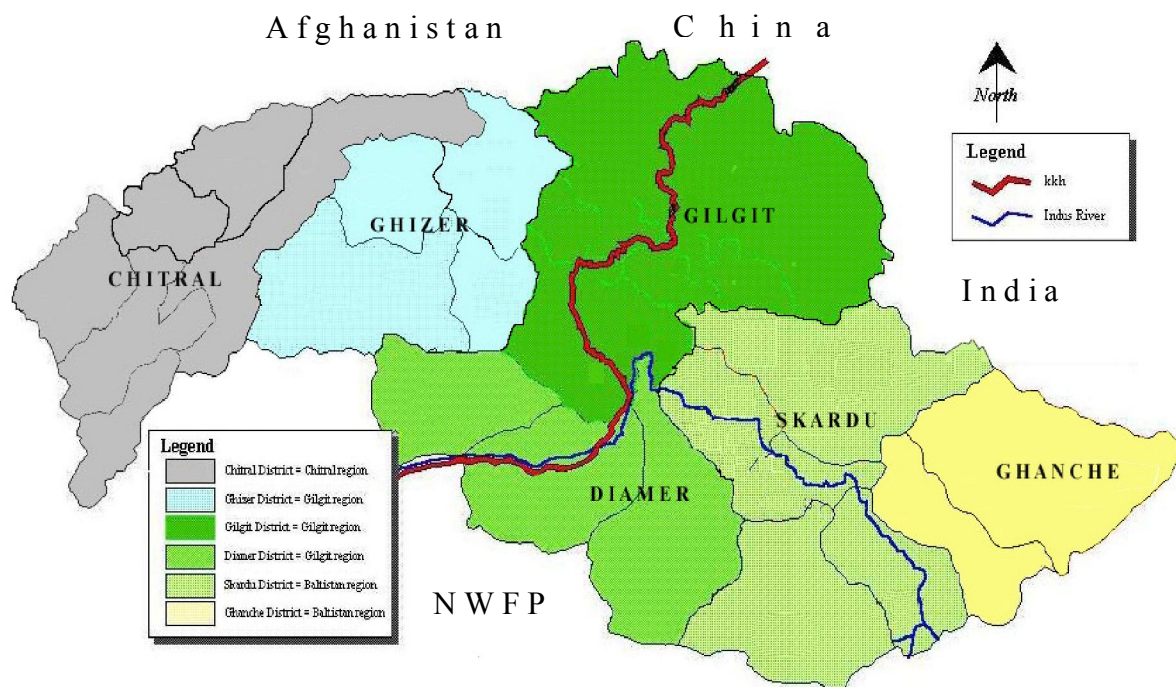 Afghanistan
China
North
Legend
kkh
Indus River
GHIZER
GILGIT
CHITRAL
India
SKARDU
GHANCHE
DIAMER
NWFP
Legend
Chitral District = Chitral region
Ghizer District = Gilgit region
Gilgit District = Gilgit region
Diamer District = Gilgit region
Skardu District = Baltistan region
Ghanche District = Baltistan region